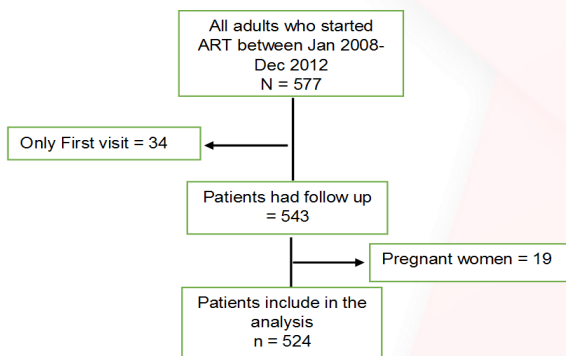 All adults who started
ART between Jan 2008-
Dec 2012
N = 577
Only First visit = 34
Patients had follow up
= 543
Pregnant women = 19
Patients include in the
analysis
n = 524